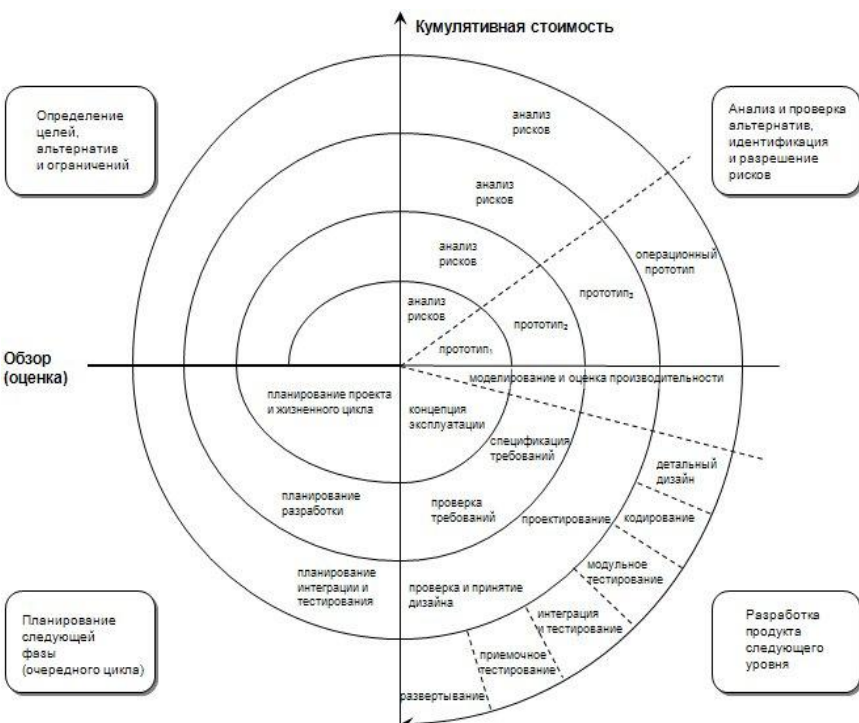 Кумулятивная стоимость
Определение
целей,
альтернатив
и ограничений
Анализ и проверка
альтернатив,
идентификация
и разрешение
рисков
анализ
рисков
анализ
рисков
анализ
рисков
анализ
рисков
операционный
прототип
прототип₃
прототип₂
прототип₁
Обзор
(оценка)
моделирование и оценка производительности
планирование проекта
и жизненного цикла
концепция
эксплуатации
спецификация
требований
детальный
дизайн
планирование
разработки
проверка
требований
проектирование
кодирование
модульное
тестирование
планирование
интеграции и
тестирования
проверка и принятие
дизайна
интеграция
и тестирование
приемочное
тестирование
развертывание
Планирование
следующей
фазы
(очередного цикла)
Разработка
продукта
следующего
уровня